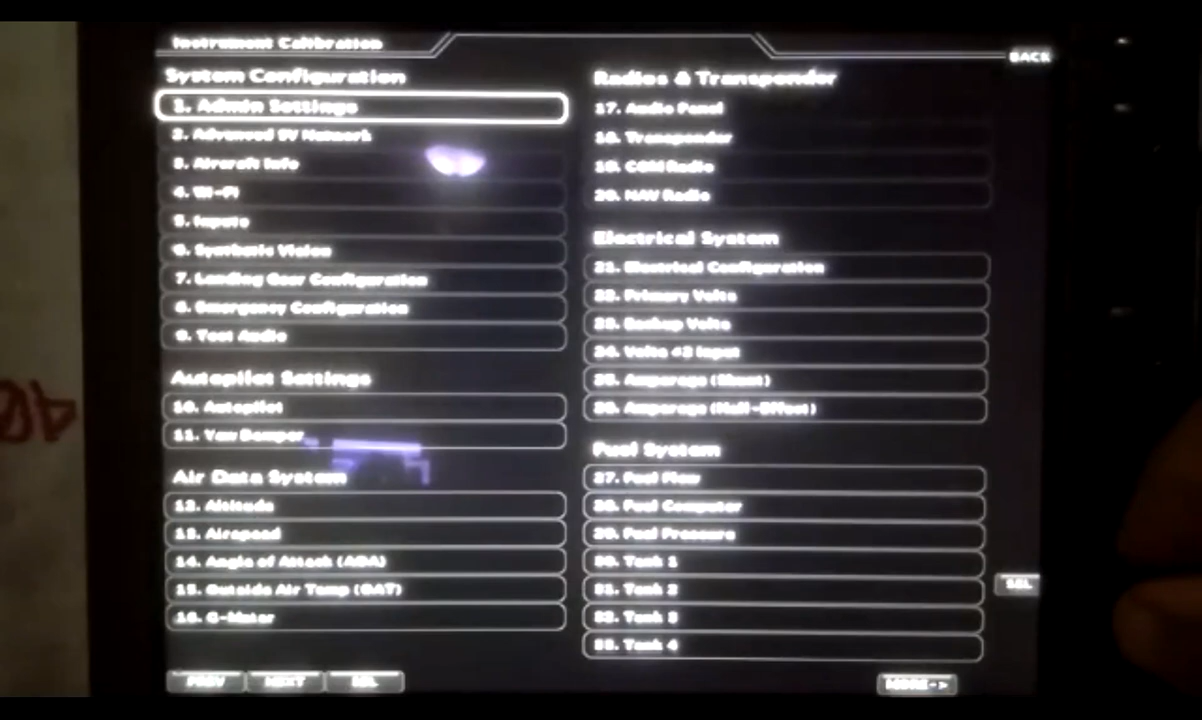 Instrument Calibration
BACK
System Configuration
1. Admin Settings
2. Advanced SV Network
3. Aircraft Info
4. Wi-Fi
5. Inputs
6. Synthetic Vision
7. Landing Gear Configuration
8. Emergency Configuration
9. Test Audio
Autopilot Settings
10. Autopilot
11. Yaw Damper
Air Data System
12. Altitude
13. Airspeed
14. Angle of Attack (AOA)
15. Outside Air Temp (OAT)
16. G-Meter
Radios & Transponder
17. Audio Panel
18. Transponder
19. COM Radio
20. NAV Radio
Electrical System
21. Electrical Configuration
22. Primary Volts
23. Backup Volts
24. Volts #3 Input
25. Amperage (Shunt)
26. Amperage (Hall-Effect)
Fuel System
27. Fuel Flow
28. Fuel Computer
29. Fuel Pressure
30. Tank 1
31. Tank 2
32. Tank 3
33. Tank 4
SEL
PREV
NEXT
SEL
MORE->